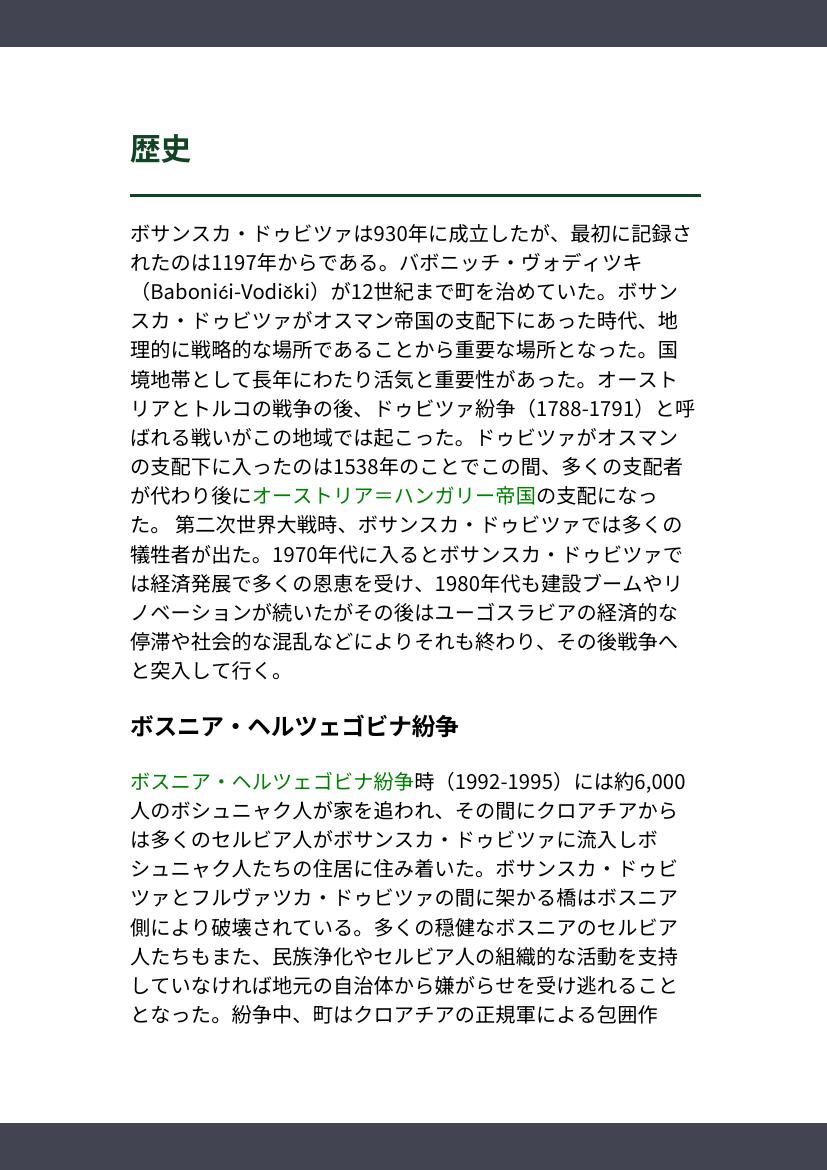 歴史
ボサンスカ・ドゥビツァは930年に成立したが、最初に記録さ
れたのは1197年からである。バボニッチ・ヴォディツキ
（Babonići-Vodički）が12世紀まで町を治めていた。ボサン
スカ・ドゥビツァがオスマン帝国の支配下にあった時代、地
理的に戦略的な場所であることから重要な場所となった。国
境地帯として長年にわたり活気と重要性があった。オースト
リアとトルコの戦争の後、ドゥビツァ紛争（1788-1791）と呼
ばれる戦いがこの地域では起こった。ドゥビツァがオスマン
の支配下に入ったのは1538年のことでこの間、多くの支配者
が代わり後にオーストリア＝ハンガリー帝国の支配になっ
た。 第二次世界大戦時、ボサンスカ・ドゥビツァでは多くの
犠牲者が出た。1970年代に入るとボサンスカ・ドゥビツァで
は経済発展で多くの恩恵を受け、1980年代も建設ブームやリ
ノベーションが続いたがその後はユーゴスラビアの経済的な
停滞や社会的な混乱などによりそれも終わり、その後戦争へ
と突入して行く。
ボスニア・ヘルツェゴビナ紛争
ボスニア・ヘルツェゴビナ紛争時（1992-1995）には約6,000
人のボシュニャク人が家を追われ、その間にクロアチアから
は多くのセルビア人がボサンスカ・ドゥビツァに流入しボ
シュニャク人たちの住居に住み着いた。ボサンスカ・ドゥビ
ツァとフルヴァツカ・ドゥビツァの間に架かる橋はボスニア
側により破壊されている。多くの穏健なボスニアのセルビア
人たちもまた、民族浄化やセルビア人の組織的な活動を支持
していなければ地元の自治体から嫌がらせを受け逃れること
となった。紛争中、町はクロアチアの正規軍による包囲作